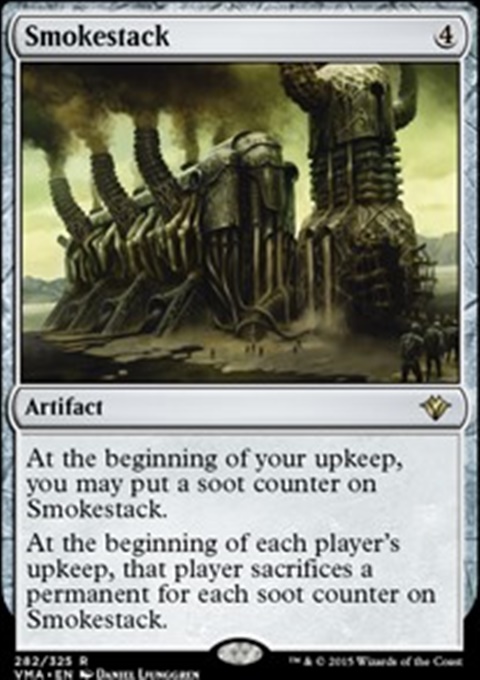 Smokestack 4
Artifact
At the beginning of your upkeep,
you may put a soot counter on
Smokestack.
At the beginning of each player's
upkeep, that player sacrifices a
permanent for each soot counter on
Smokestack.
282/325 R
VMA • EN Daniel Ljunggren
™ & © 2015 Wizards of the Coast